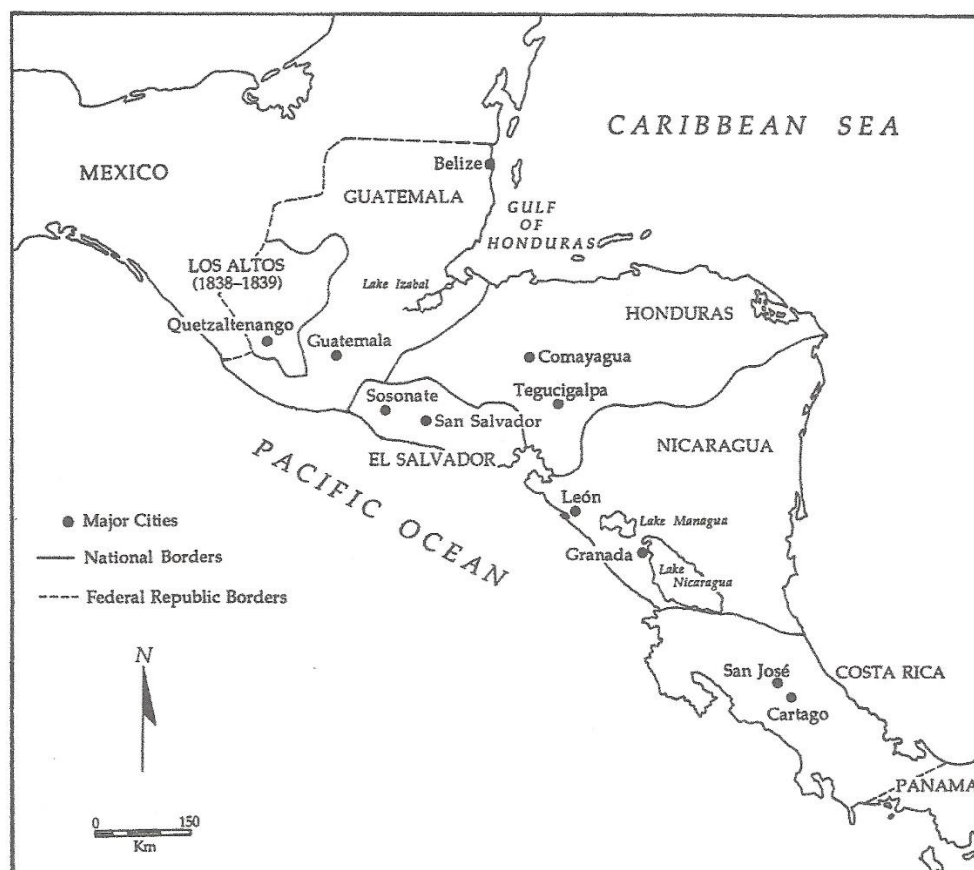 CARIBBEAN SEA
MEXICO
Belize
GUATEMALA
GULF
OF
HONDURAS
LOS ALTOS
(1838–1839)
Lake Izabal
Quetzaltenango
Guatemala
HONDURAS
Comayagua
Sosonate
Tegucigalpa
San Salvador
EL SALVADOR
NICARAGUA
PACIFIC OCEAN
León
Lake Managua
Granada
Lake
Nicaragua
Major Cities
National Borders
Federal Republic Borders
N
San José
COSTA RICA
Cartago
PANAMA
0 150
Km